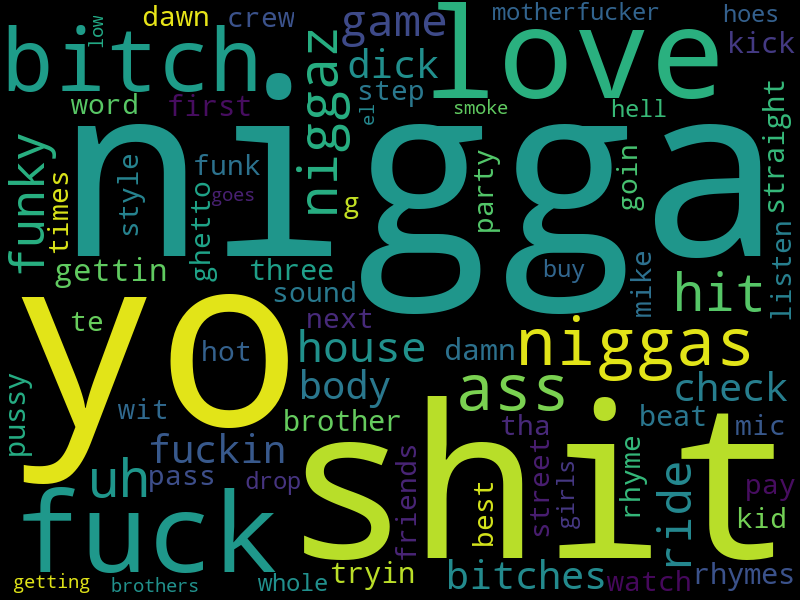 dawn
crew
game
love
motherfucker
hoes
low
bitch
niggaz
dick
kick
word
first
step
el
smoke
hell
straight
nigga
funky
times
style
funk
ghetto
goes
g
party
goin
gettin
three
buy
mike
listen
sound
hit
te
yo
next
hot
house
damn
niggas
pussy
wit
body
ass
check
brother
tha
beat
mic
fuckin
uh
pass
drop
friends
shit
best
street
girls
rhyme
ride
pay
kid
fuck
getting
brothers
whole
tryin
bitches
watch
rhymes